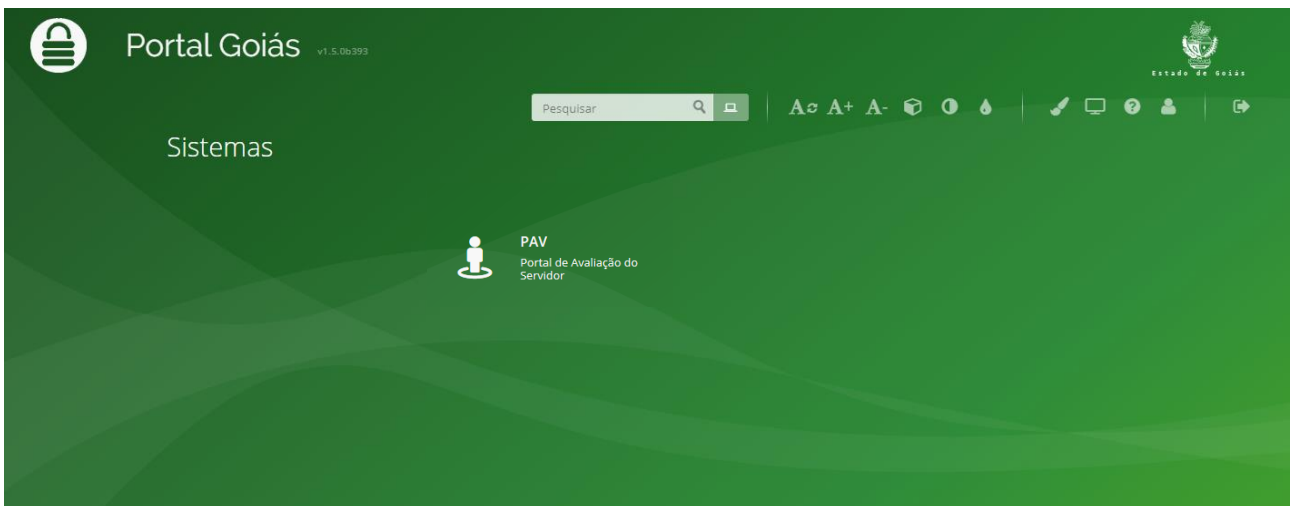 Portal Goiás v1.5.0b393
Estado de Goiás
Pesquisar
A A+ A-
Sistemas
PAV
Portal de Avaliação do
Servidor